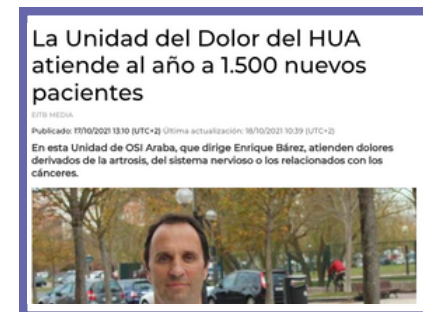 La Unidad del Dolor del HUA
atiende al año a 1.500 nuevos
pacientes
EITB MEDIA
Publicado: 17/10/2021 13:10 (UTC+2) Última actualización: 18/10/2021 10:39 (UTC+2)
En esta Unidad de OSI Araba, que dirige Enrique Bárez, atienden dolores
derivados de la artrosis, del sistema nervioso o los relacionados con los
cánceres.